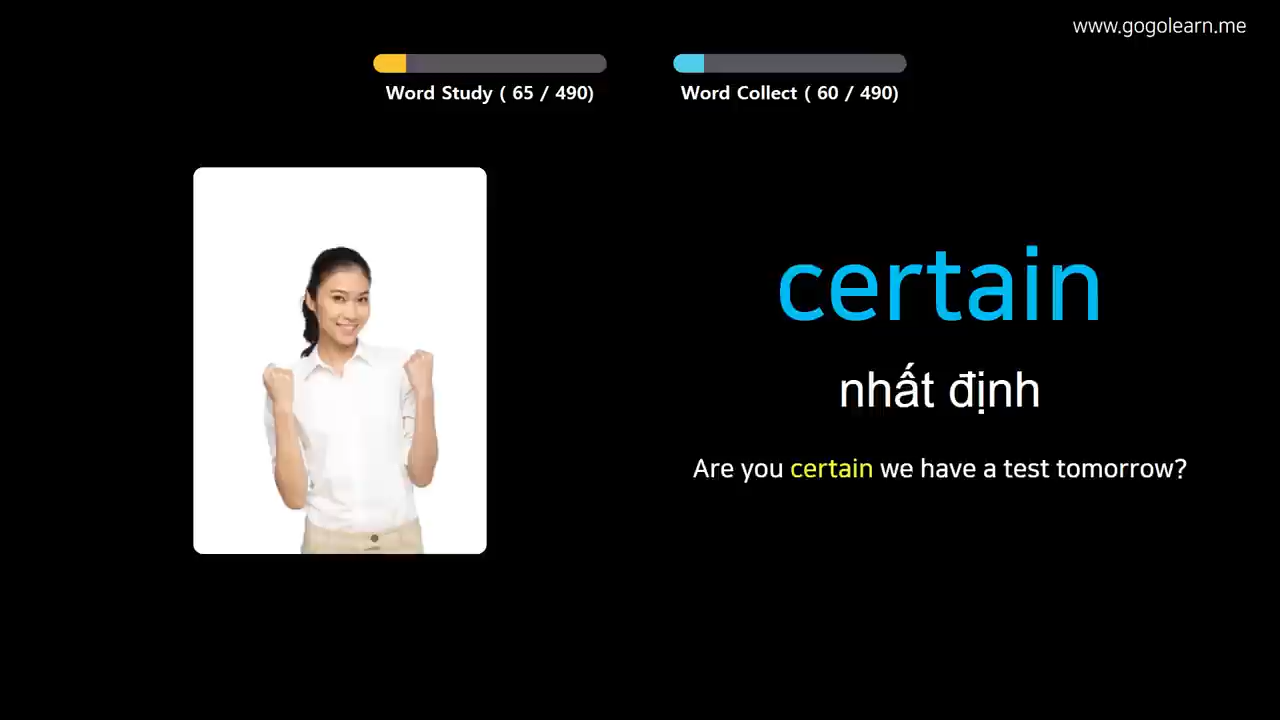 www.gogolearn.me
Word Study ( 65 / 490)
Word Collect ( 60 / 490)
certain
nhất định
Are you certain we have a test tomorrow?